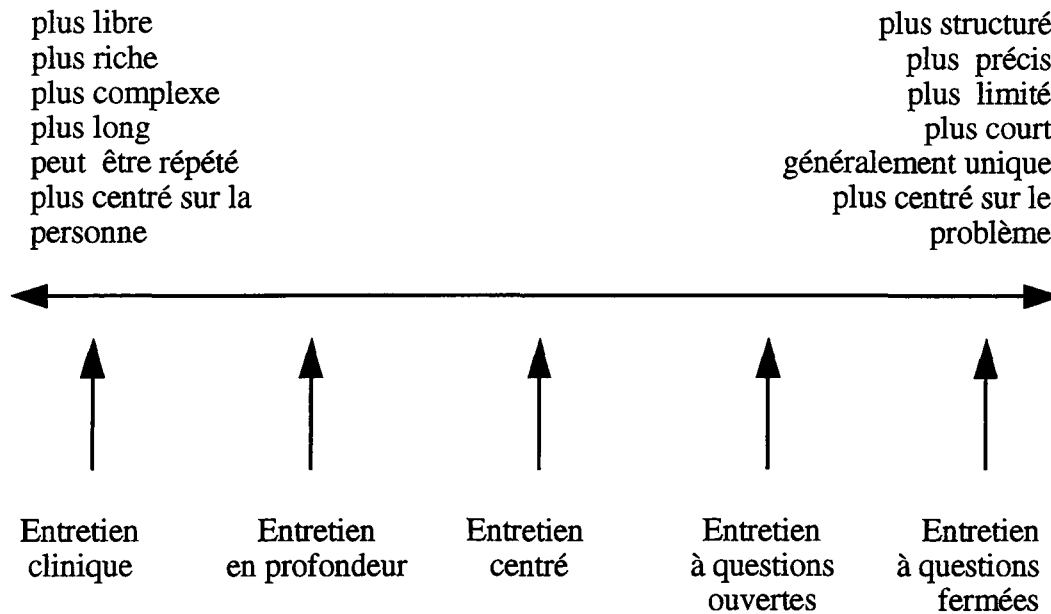 plus libre
plus riche
plus complexe
plus long
peut être répété
plus centré sur la
personne
plus structuré
plus précis
plus limité
plus court
généralement unique
plus centré sur le
problème
Entretien
clinique
Entretien
en profondeur
Entretien
centré
Entretien
à questions
ouvertes
Entretien
à questions
fermées